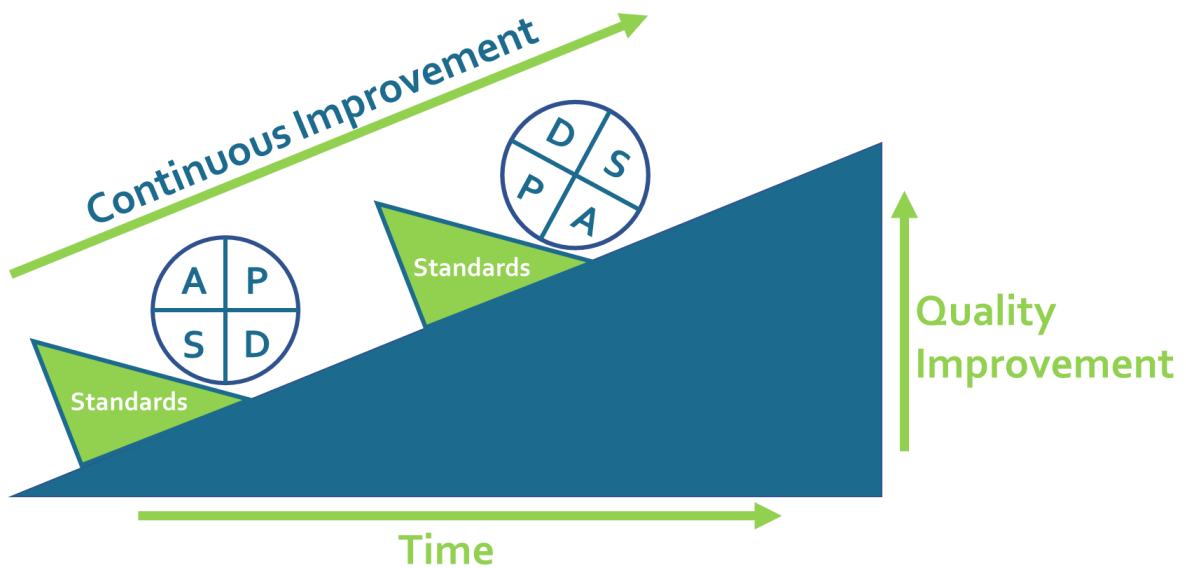 Continuous Improvement
D S
P A
Standards
A P
S D
Standards
Quality
Improvement
Time